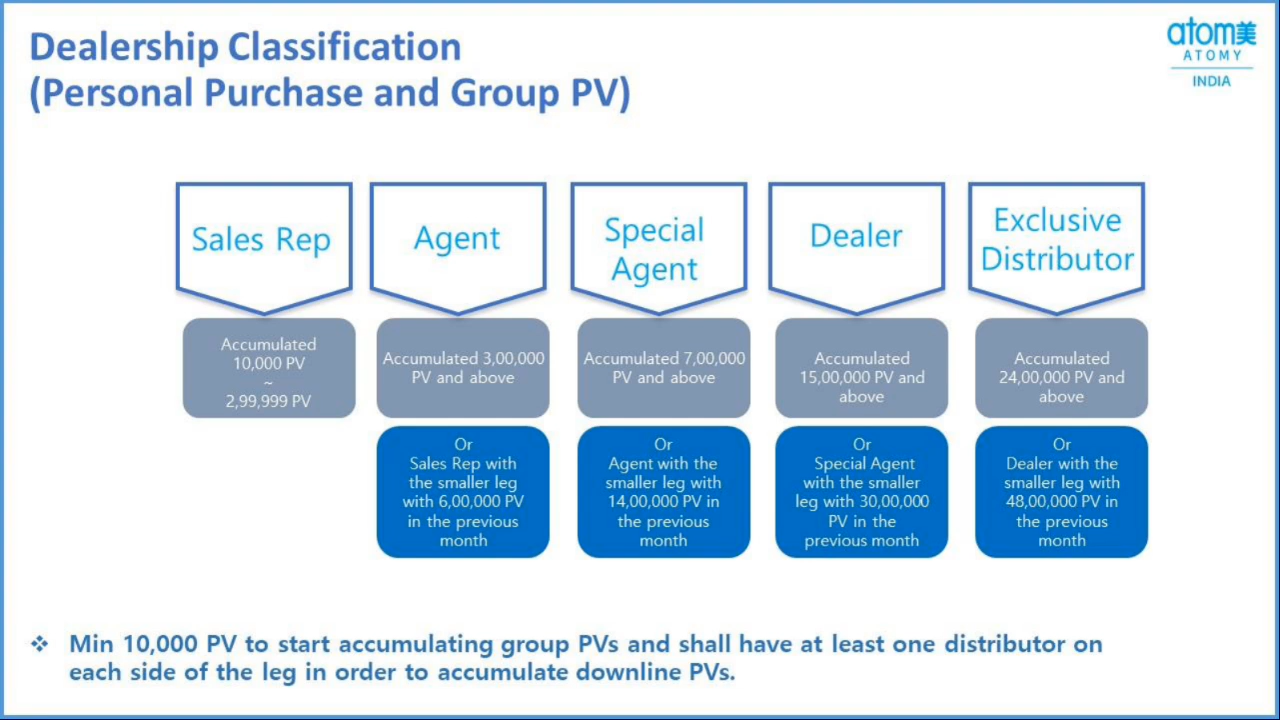 Dealership Classification
(Personal Purchase and Group PV)
atom美
ATOMY
INDIA
Sales Rep
Agent
Special
Agent
Dealer
Exclusive
Distributor
Accumulated
10,000 PV
~
2,99,999 PV
Accumulated 3,00,000
PV and above
Accumulated 7,00,000
PV and above
Accumulated
15,00,000 PV and
above
Accumulated
24,00,000 PV and
above
Or
Sales Rep with
the smaller leg
with 6,00,000 PV
in the previous
month
Or
Agent with the
smaller leg with
14,00,000 PV in
the previous
month
Or
Special Agent
with the smaller
leg with 30,00,000
PV in the
previous month
Or
Dealer with the
smaller leg with
48,00,000 PV in
the previous
month
❖ Min 10,000 PV to start accumulating group PVs and shall have at least one distributor on
each side of the leg in order to accumulate downline PVs.